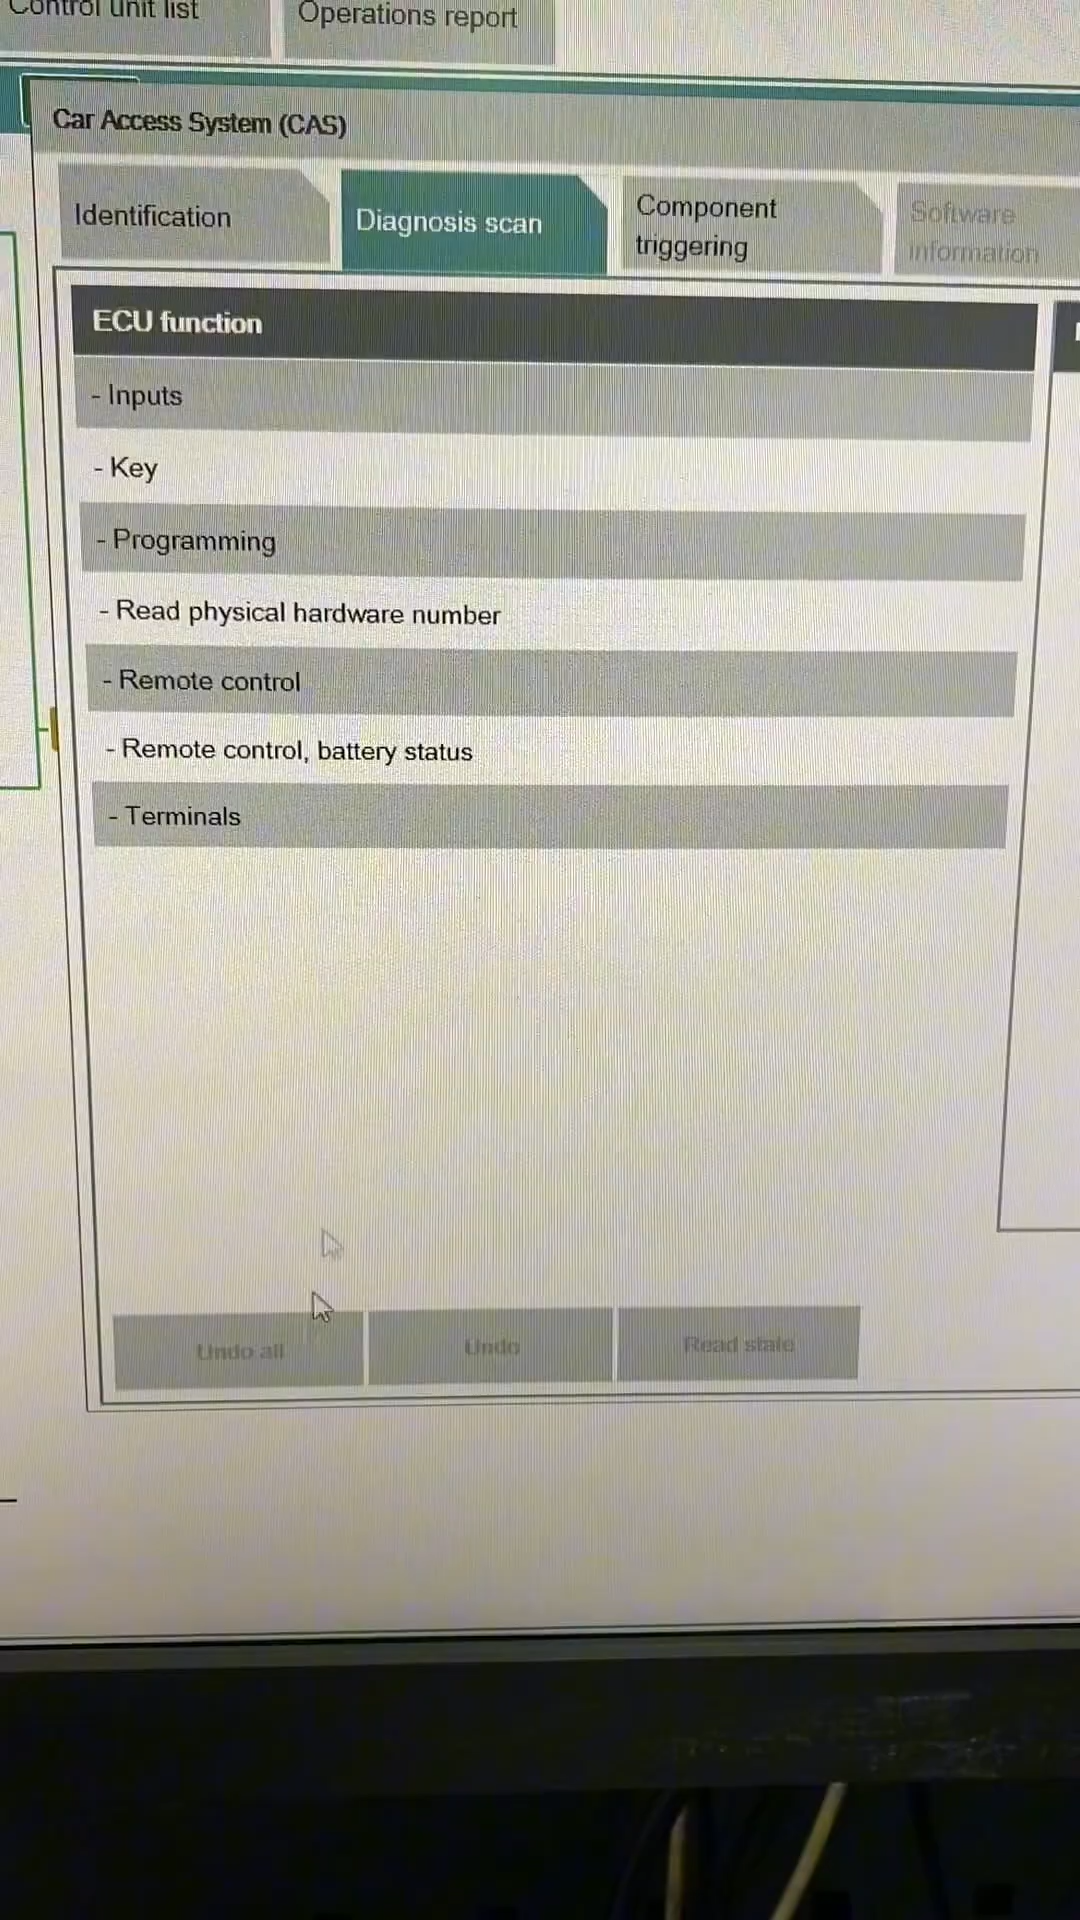 Control unit list
Operations report
Car Access System (CAS)
Identification
Diagnosis scan
Component
triggering
Software
information
ECU function
- Inputs
- Key
- Programming
- Read physical hardware number
- Remote control
- Remote control, battery status
- Terminals
Undo all
Undo
Read state